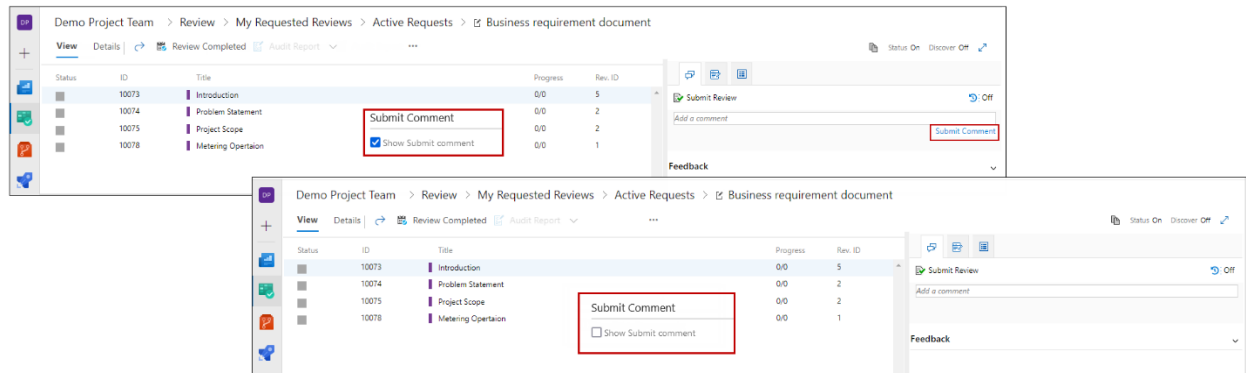 DP
Demo Project Team > Review > My Requested Reviews > Active Requests > Business requirement document
View Details Review Completed Audit Report ... Status On Discover Off
Status ID Title Progress Rev. ID
10073 Introduction 0/0 5
10074 Problem Statement 0/0 2
10075 Project Scope 0/0 2
10078 Metering Opertaion 0/0 1
Submit Comment
Show Submit comment
Submit Review Off
Add a comment
Submit Comment
Feedback
DP
Demo Project Team > Review > My Requested Reviews > Active Requests > Business requirement document
View Details Review Completed Audit Report ... Status On Discover Off
Status ID Title Progress Rev. ID
10073 Introduction 0/0 5
10074 Problem Statement 0/0 2
10075 Project Scope 0/0 2
10078 Metering Opertaion 0/0 1
Submit Comment
Show Submit comment
Submit Review Off
Add a comment
Feedback